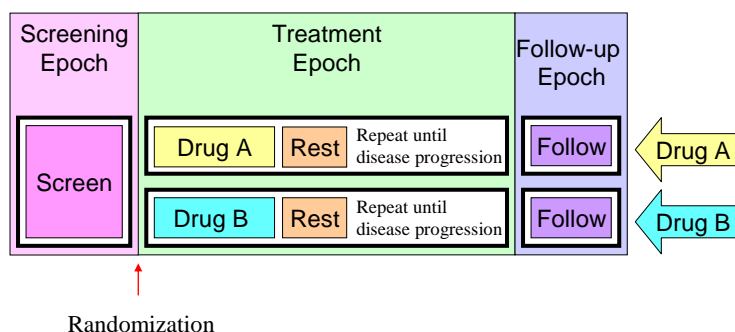 Screening
Epoch
Treatment
Epoch
Follow-up
Epoch
Screen
Drug A
Rest
Repeat until
disease progression
Follow
Drug A
Drug B
Rest
Repeat until
disease progression
Follow
Drug B
Randomization